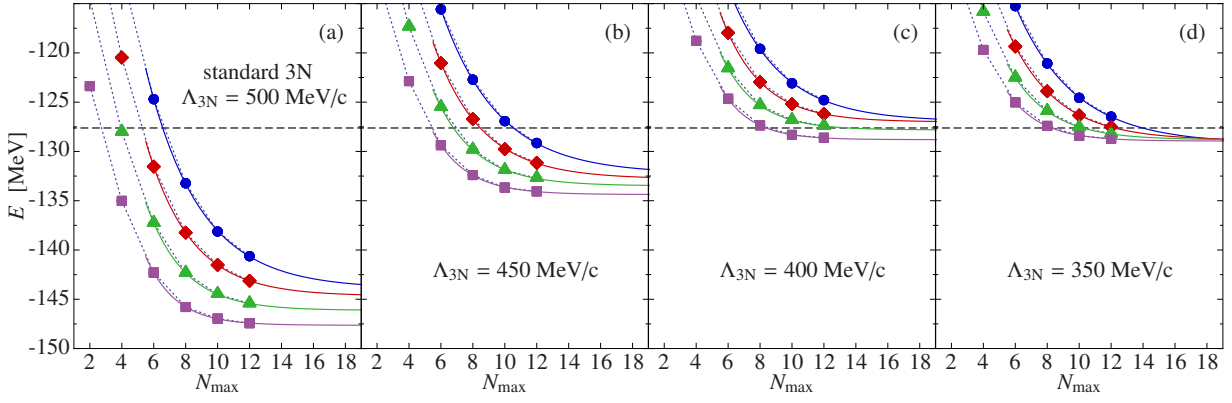 (a)
(b)
(c)
(d)
standard 3N
Λ3N = 500 MeV/c
Λ3N = 450 MeV/c
Λ3N = 400 MeV/c
Λ3N = 350 MeV/c
E [MeV]
-120
-125
-130
-135
-140
-145
-150
2 4 6 8 10 12 14 16 18
2 4 6 8 10 12 14 16 18
2 4 6 8 10 12 14 16 18
2 4 6 8 10 12 14 16 18
Nmax
Nmax
Nmax
Nmax